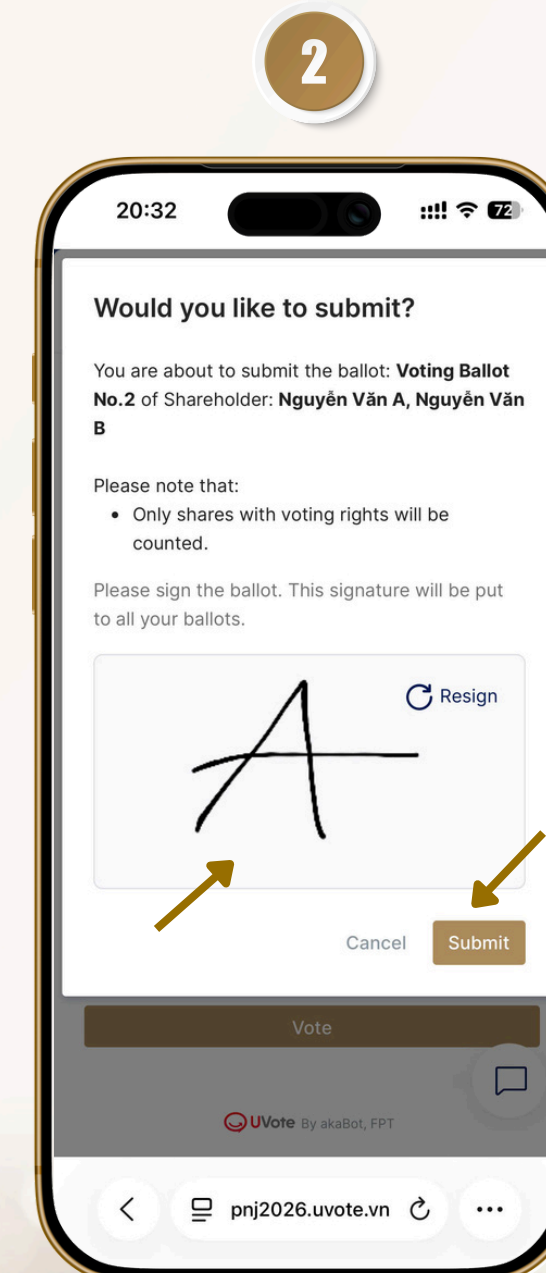 2
20:32
72
Would you like to submit?
You are about to submit the ballot: Voting Ballot
No.2 of Shareholder: Nguyễn Văn A, Nguyễn Văn
B
Please note that:
• Only shares with voting rights will be
counted.
Please sign the ballot. This signature will be put
to all your ballots.
Resign
A
Cancel
Submit
Vote
UVote By akaBot, FPT
pnj2026.uvote.vn